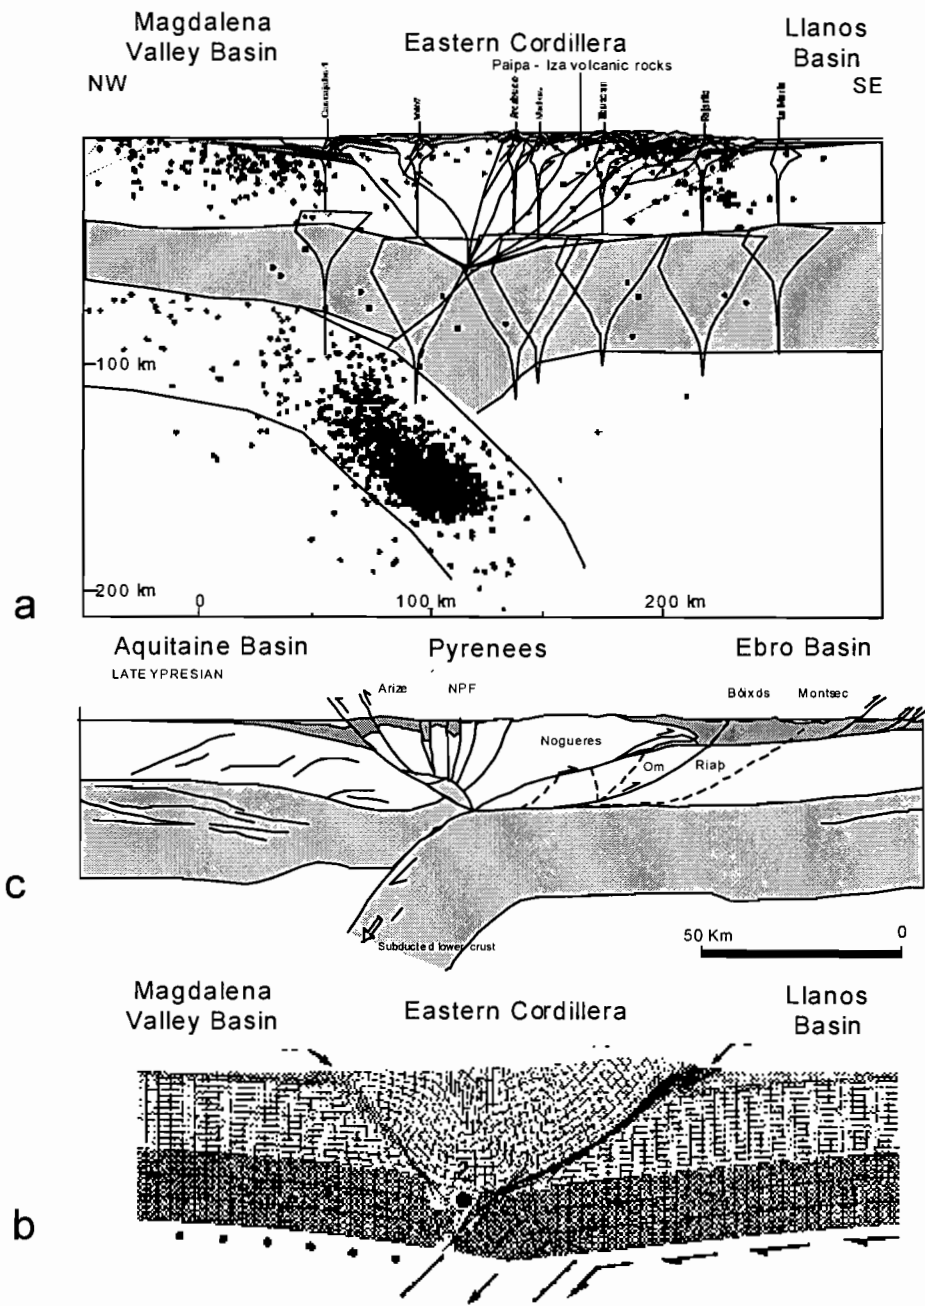 Magdalena
Valley Basin
Eastern Cordillera
Llanos
Basin
NW
Paipa - Iza volcanic rocks
SE
100 km
200 km
0
100 km
200 km
a
Aquitaine Basin
Pyrenees
Ebro Basin
LATE YPRESIAN
Arize
NPF
Bóixds
Montsec
Nogueres
Om
Riap
c
Subducted lower crust
50 Km
0
Magdalena
Valley Basin
Eastern Cordillera
Llanos
Basin
b